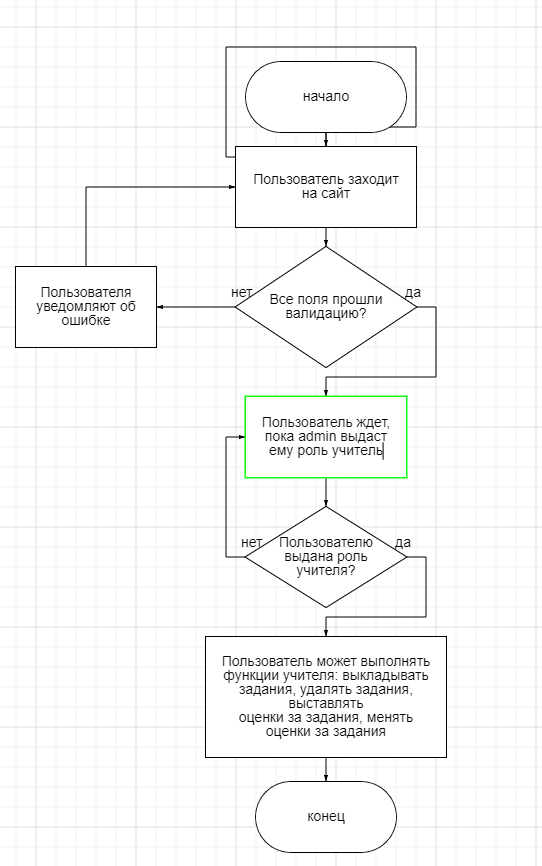 начало
Пользователь заходит
на сайт
нет
Все поля прошли
валидацию?
да
Пользователя
уведомляют об
ошибке
Пользователь ждет,
пока admin выдаст
ему роль учитель
нет
Пользователю
выдана роль
учителя?
да
Пользователь может выполнять
функции учителя: выкладывать
задания, удалять задания,
выставлять
оценки за задания, менять
оценки за задания
конец